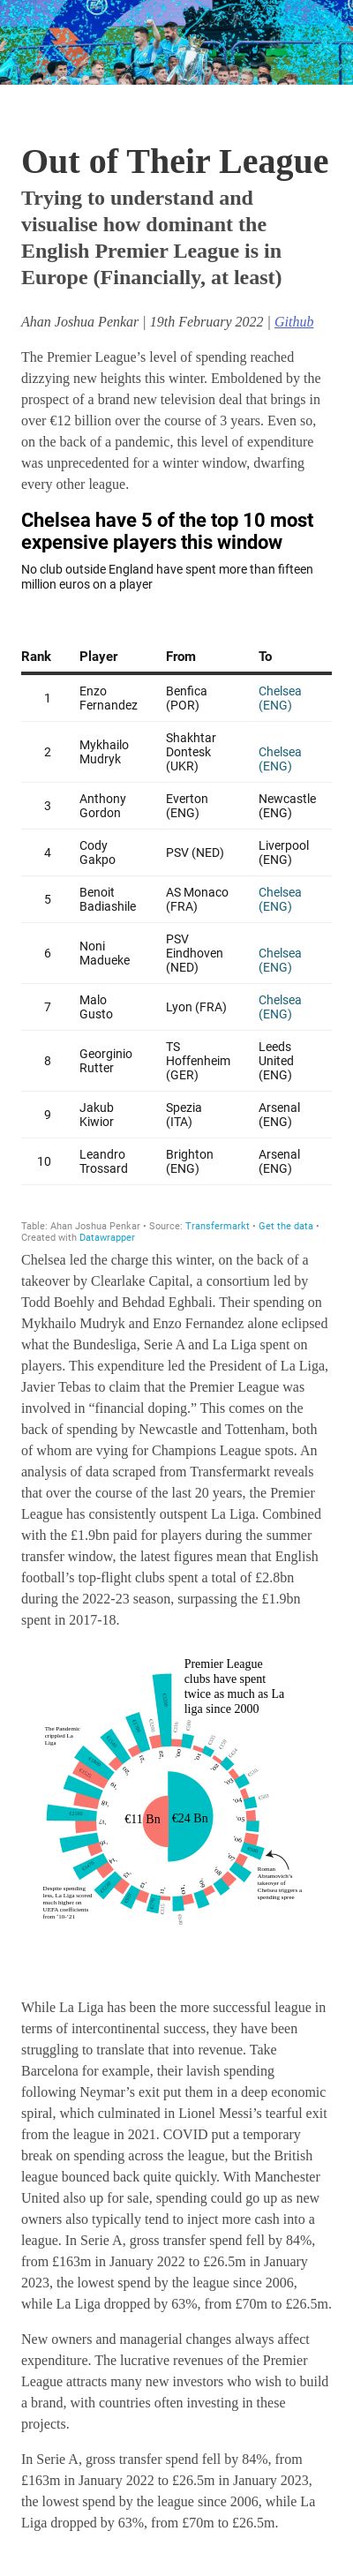 Out of Their League
Trying to understand and
visualise how dominant the
English Premier League is in
Europe (Financially, at least)
Ahan Joshua Penkar | 19th February 2022 | Github
The Premier League’s level of spending reached
dizzying new heights this winter. Emboldened by the
prospect of a brand new television deal that brings in
over €12 billion over the course of 3 years. Even so,
on the back of a pandemic, this level of expenditure
was unprecedented for a winter window, dwarfing
every other league.
Chelsea have 5 of the top 10 most
expensive players this window
No club outside England have spent more than fifteen
million euros on a player
Rank Player From To
1 Enzo Fernandez Benfica (POR) Chelsea (ENG)
2 Mykhailo Mudryk Shakhtar Dontesk (UKR) Chelsea (ENG)
3 Anthony Gordon Everton (ENG) Newcastle (ENG)
4 Cody Gakpo PSV (NED) Liverpool (ENG)
5 Benoit Badiashile AS Monaco (FRA) Chelsea (ENG)
6 Noni Madueke PSV Eindhoven (NED) Chelsea (ENG)
7 Malo Gusto Lyon (FRA) Chelsea (ENG)
8 Georginio Rutter TS Hoffenheim (GER) Leeds United (ENG)
9 Jakub Kiwior Spezia (ITA) Arsenal (ENG)
10 Leandro Trossard Brighton (ENG) Arsenal (ENG)
Table: Ahan Joshua Penkar • Source: Transfermarkt • Get the data •
Created with Datawrapper
Chelsea led the charge this winter, on the back of a
takeover by Clearlake Capital, a consortium led by
Todd Boehly and Behdad Eghbali. Their spending on
Mykhailo Mudryk and Enzo Fernandez alone eclipsed
what the Bundesliga, Serie A and La Liga spent on
players. This expenditure led the President of La Liga,
Javier Tebas to claim that the Premier League was
involved in “financial doping.” This comes on the
back of spending by Newcastle and Tottenham, both
of whom are vying for Champions League spots. An
analysis of data scraped from Transfermarkt reveals
that over the course of the last 20 years, the Premier
League has consistently outspent La Liga. Combined
with the £1.9bn paid for players during the summer
transfer window, the latest figures mean that English
football’s top-flight clubs spent a total of £2.8bn
during the 2022-23 season, surpassing the £1.9bn
spent in 2017-18.
Premier League
clubs have spent
twice as much as La
liga since 2000
The Pandemic
crippled La
Liga
€11 Bn €24 Bn
Despite spending
less, La Liga scored
much higher on
UEFA coefficients
from '10-'21
Roman
Abramovich's
takeover of
Chelsea triggers a
spending spree
While La Liga has been the more successful league in
terms of intercontinental success, they have been
struggling to translate that into revenue. Take
Barcelona for example, their lavish spending
following Neymar’s exit put them in a deep economic
spiral, which culminated in Lionel Messi’s tearful exit
from the league in 2021. COVID put a temporary
break on spending across the league, but the British
league bounced back quite quickly. With Manchester
United also up for sale, spending could go up as new
owners also typically tend to inject more cash into a
league. In Serie A, gross transfer spend fell by 84%,
from £163m in January 2022 to £26.5m in January
2023, the lowest spend by the league since 2006,
while La Liga dropped by 63%, from £70m to £26.5m.
New owners and managerial changes always affect
expenditure. The lucrative revenues of the Premier
League attracts many new investors who wish to build
a brand, with countries often investing in these
projects.
In Serie A, gross transfer spend fell by 84%, from
£163m in January 2022 to £26.5m in January 2023,
the lowest spend by the league since 2006, while La
Liga dropped by 63%, from £70m to £26.5m.